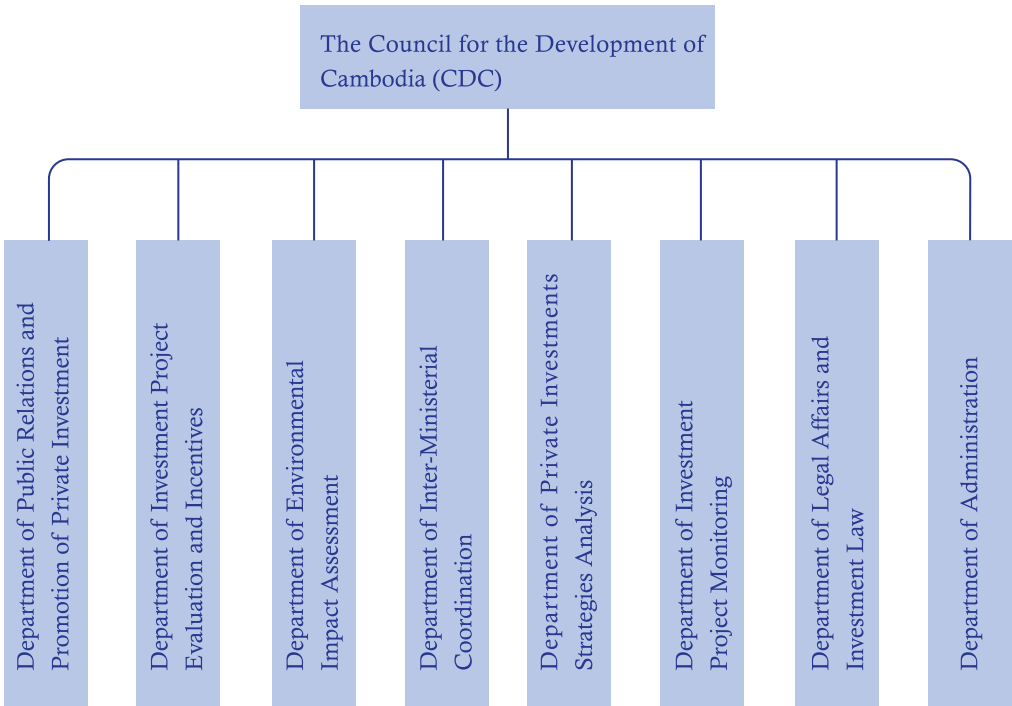 The Council for the Development of
Cambodia (CDC)
Department of Public Relations and
Promotion of Private Investment
Department of Investment Project
Evaluation and Incentives
Department of Environmental
Impact Assessment
Department of Inter-Ministerial
Coordination
Department of Private Investments
Strategies Analysis
Department of Investment
Project Monitoring
Department of Legal Affairs and
Investment Law
Department of Administration